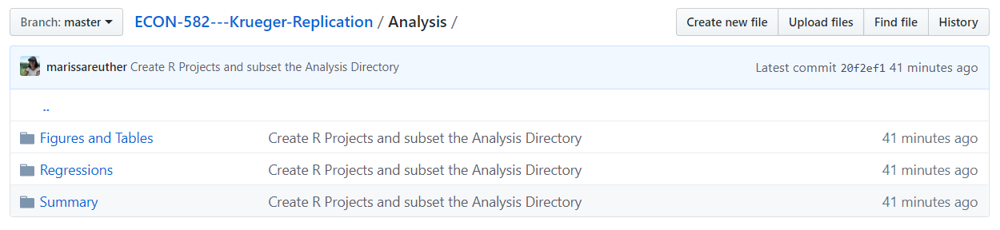 Branch: master ECON-582---Krueger-Replication / Analysis / Create new file Upload files Find file History
marissareuther Create R Projects and subset the Analysis Directory Latest commit 20f2ef1 41 minutes ago
..
Figures and Tables Create R Projects and subset the Analysis Directory 41 minutes ago
Regressions Create R Projects and subset the Analysis Directory 41 minutes ago
Summary Create R Projects and subset the Analysis Directory 41 minutes ago